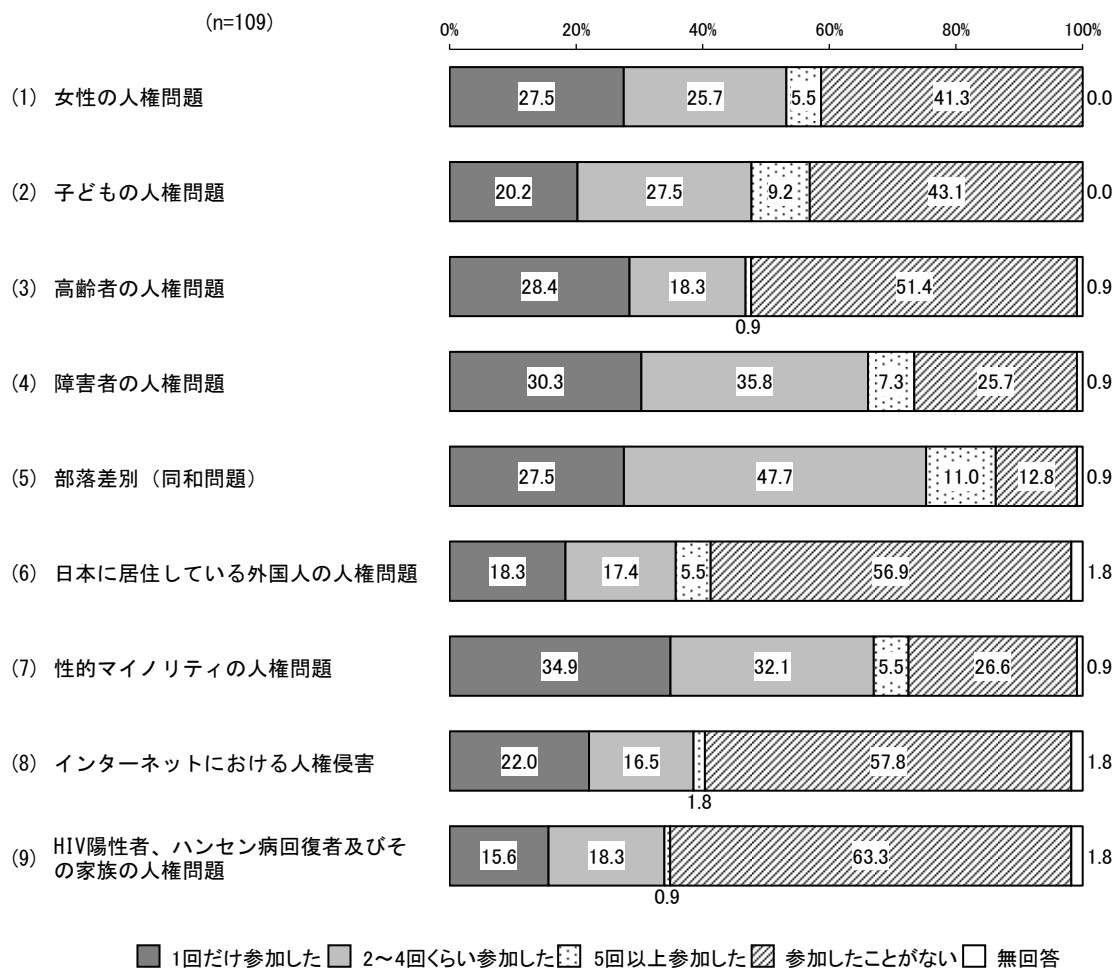 (n=109)
0% 20% 40% 60% 80% 100%
(1) 女性の人権問題 27.5 25.7 5.5 41.3 0.0
(2) 子どもの人権問題 20.2 27.5 9.2 43.1 0.0
(3) 高齢者の人権問題 28.4 18.3 51.4 0.9
0.9
(4) 障害者の人権問題 30.3 35.8 7.3 25.7 0.9
(5) 部落差別（同和問題） 27.5 47.7 11.0 12.8 0.9
(6) 日本に居住している外国人の人権問題 18.3 17.4 5.5 56.9 1.8
(7) 性的マイノリティの人権問題 34.9 32.1 5.5 26.6 0.9
(8) インターネットにおける人権侵害 22.0 16.5 57.8 1.8
1.8
(9) HIV陽性者、ハンセン病回復者及びそ
の家族の人権問題 15.6 18.3 63.3 1.8
0.9
1回だけ参加した 2～4回くらい参加した 5回以上参加した 参加したことがない 無回答